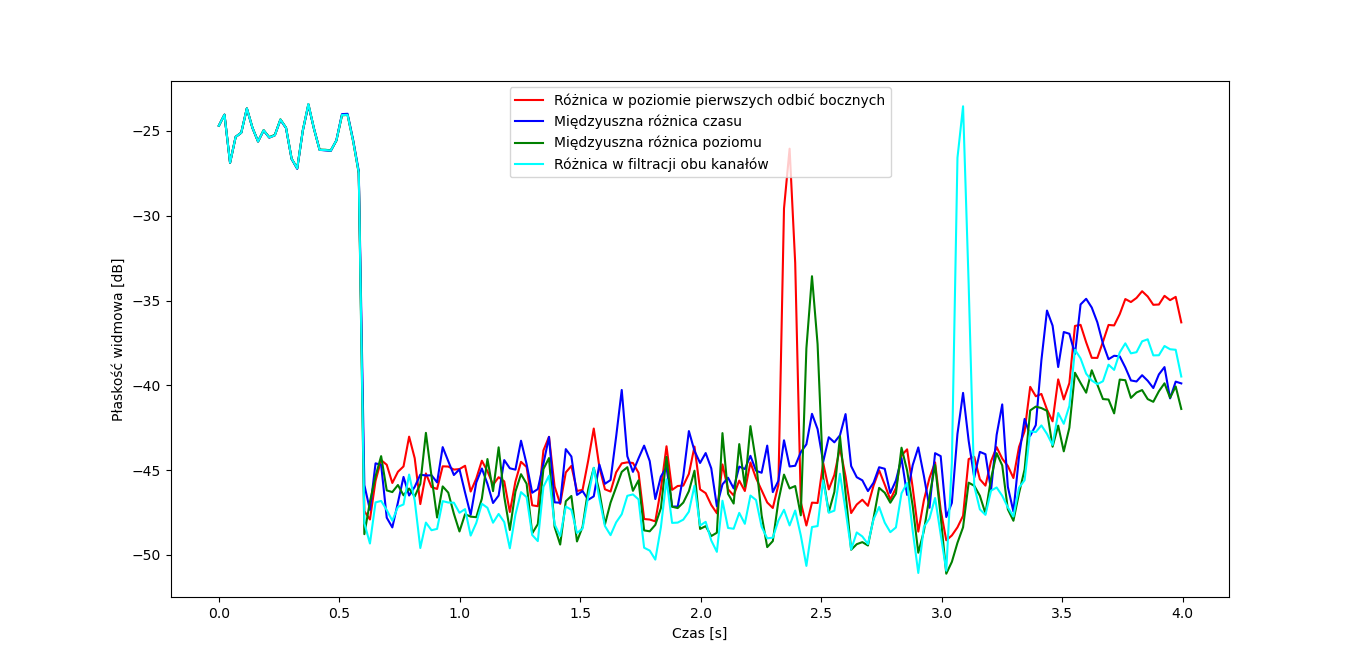 Różnica w poziomie pierwszych odbić bocznych
Międzyuszna różnica czasu
Międzyuszna różnica poziomu
Różnica w filtracji obu kanałów
Płaskość widmowa [dB]
−25
−30
−35
−40
−45
−50
0.0 0.5 1.0 1.5 2.0 2.5 3.0 3.5 4.0
Czas [s]